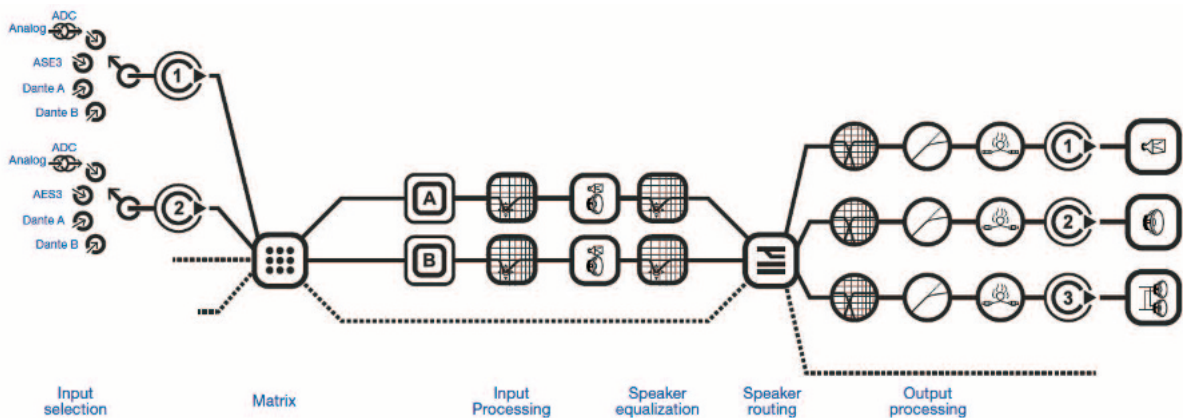 ADC
Analog
ASE3
Dante A
Dante B
1
ADC
Analog
AES3
Dante A
Dante B
2
A
B
1
2
3
Input selection
Matrix
Input Processing
Speaker equalization
Speaker routing
Output processing